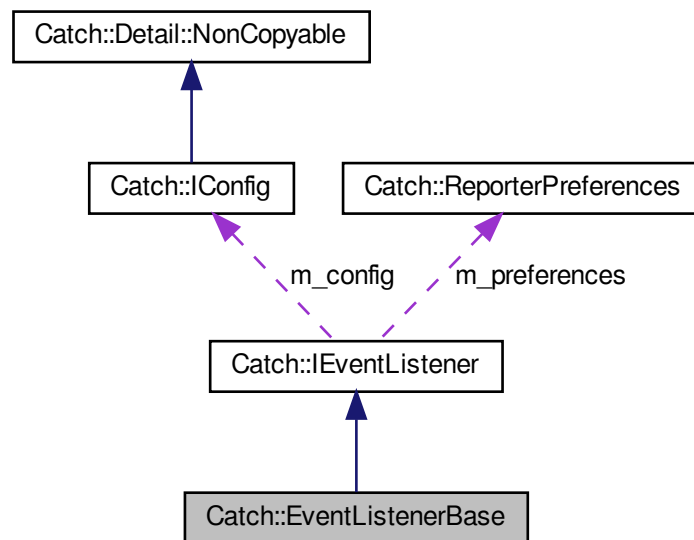 Catch::Detail::NonCopyable
Catch::IConfig
Catch::ReporterPreferences
m_config
m_preferences
Catch::IEventListener
Catch::EventListenerBase